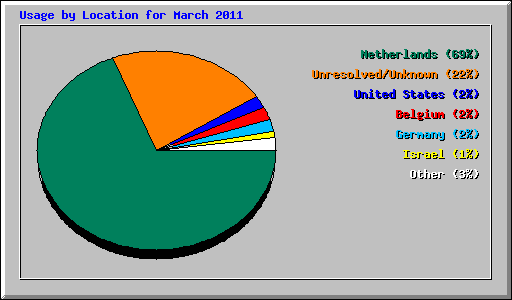 Usage by Location for March 2011
Netherlands (69%)
Unresolved/Unknown (22%)
United States (2%)
Belgium (2%)
Germany (2%)
Israel (1%)
Other (3%)